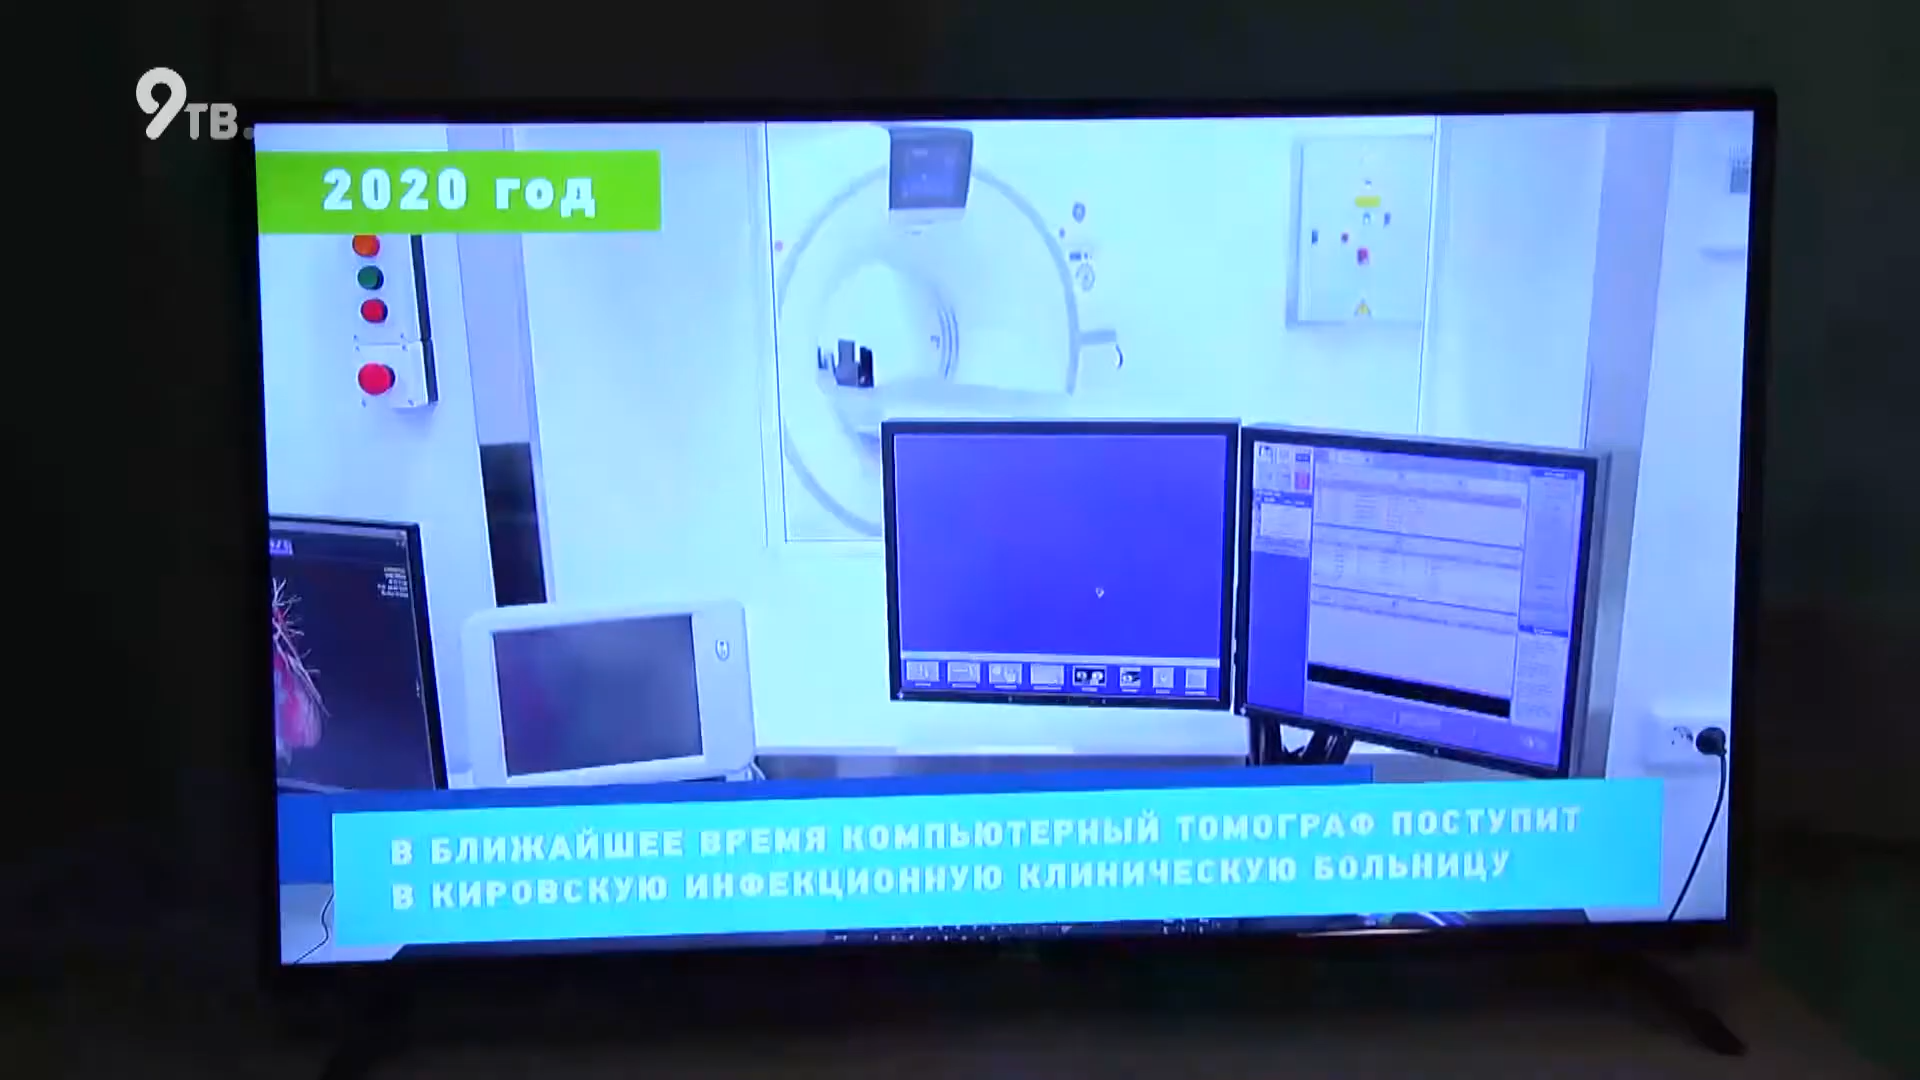 9ТВ.
2020 год
В БЛИЖАЙШЕЕ ВРЕМЯ КОМПЬЮТЕРНЫЙ ТОМОГРАФ ПОСТУПИТ
В КИРОВСКУЮ ИНФЕКЦИОННУЮ КЛИНИЧЕСКУЮ БОЛЬНИЦУ